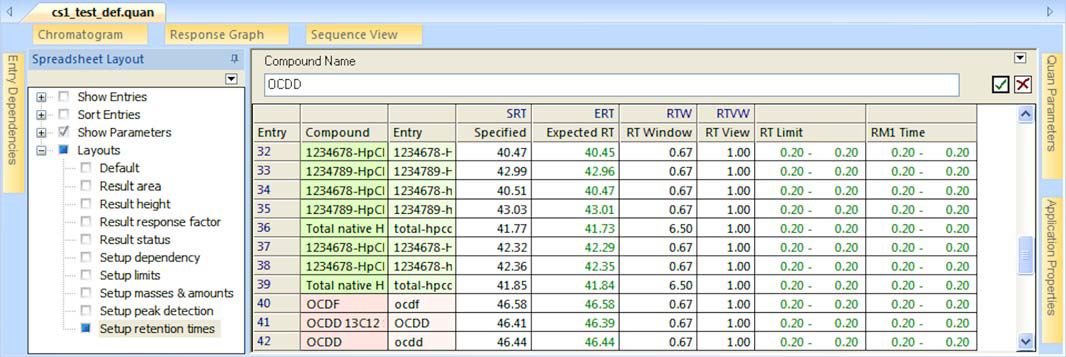 cs1_test_def.quan
Chromatogram Response Graph Sequence View
Entry Dependencies
Spreadsheet Layout
Show Entries
Sort Entries
Show Parameters
Layouts
Default
Result area
Result height
Result response factor
Result status
Setup dependency
Setup limits
Setup masses & amounts
Setup peak detection
Setup retention times
Compound Name
OCDD
SRT ERT RTW RTVW
Entry Compound Entry Specified Expected RT RT Window RT View RT Limit RM1 Time
32 1234678-HpCl 1234678-H 40.47 40.45 0.67 1.00 0.20 - 0.20 0.20 - 0.20
33 1234789-HpCl 1234789-H 42.99 42.96 0.67 1.00 0.20 - 0.20 0.20 - 0.20
34 1234678-HpCl 1234678-h 40.51 40.47 0.67 1.00 0.20 - 0.20 0.20 - 0.20
35 1234789-HpCl 1234789-h 43.03 43.01 0.67 1.00 0.20 - 0.20 0.20 - 0.20
36 Total native H total-hpcc 41.77 41.73 6.50 1.00 0.20 - 0.20 0.20 - 0.20
37 1234678-HpCl 1234678-H 42.32 42.29 0.67 1.00 0.20 - 0.20 0.20 - 0.20
38 1234678-HpCl 1234678-h 42.36 42.35 0.67 1.00 0.20 - 0.20 0.20 - 0.20
39 Total native H total-hpcc 41.85 41.84 6.50 1.00 0.20 - 0.20 0.20 - 0.20
40 OCDF ocdf 46.58 46.58 0.67 1.00 0.20 - 0.20 0.20 - 0.20
41 OCDD 13C12 OCDD 46.41 46.39 0.67 1.00 0.20 - 0.20 0.20 - 0.20
42 OCDD ocdd 46.44 46.44 0.67 1.00 0.20 - 0.20 0.20 - 0.20
Quan Parameters
Application Properties